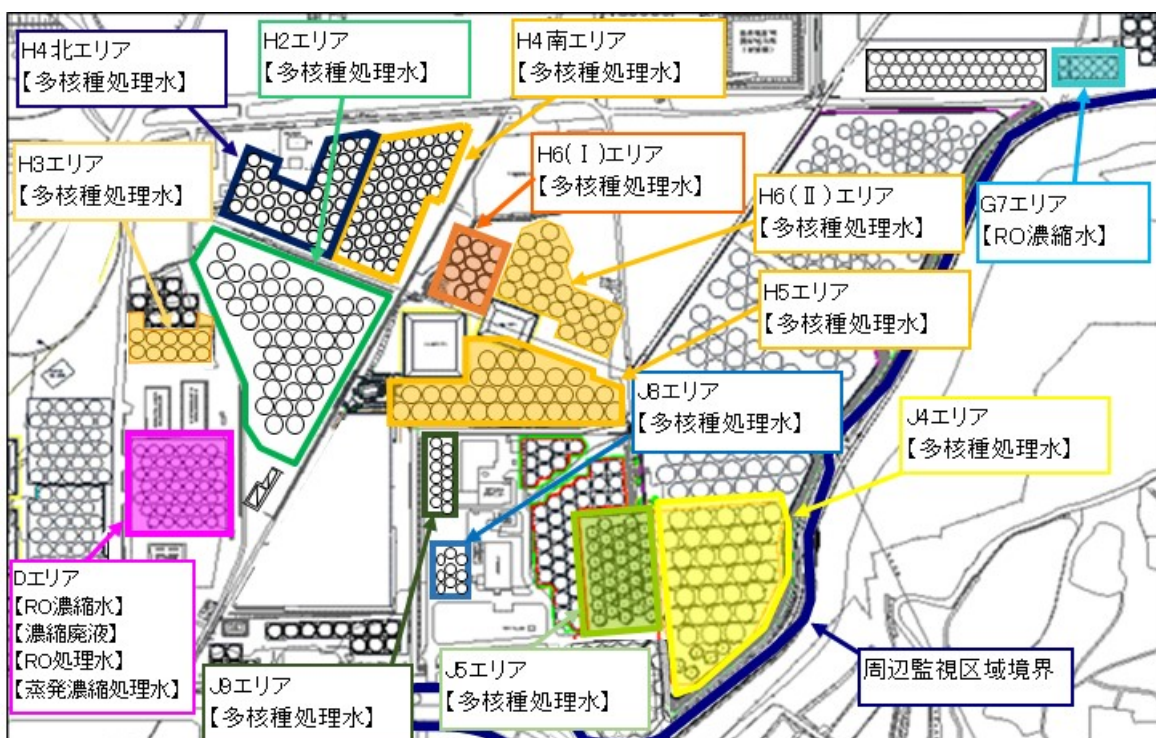 H4北エリア
【多核種処理水】
H2エリア
【多核種処理水】
H4南エリア
【多核種処理水】
H3エリア
【多核種処理水】
H6(Ⅰ)エリア
【多核種処理水】
H6(Ⅱ)エリア
【多核種処理水】
G7エリア
【RO濃縮水】
H5エリア
【多核種処理水】
J8エリア
【多核種処理水】
J4エリア
【多核種処理水】
Dエリア
【RO濃縮水】
【濃縮廃液】
【RO処理水】
【蒸発濃縮処理水】
J9エリア
【多核種処理水】
J5エリア
【多核種処理水】
周辺監視区域境界